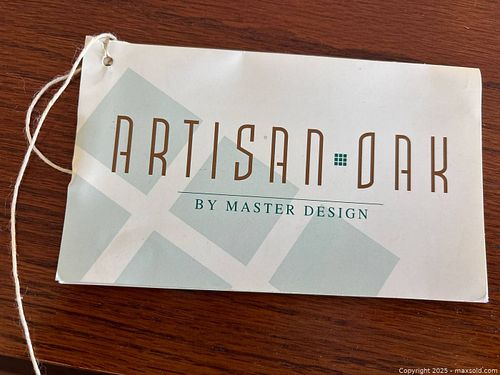 ARTISAN OAK
BY MASTER DESIGN
Copyright 2025 - maxsold.com